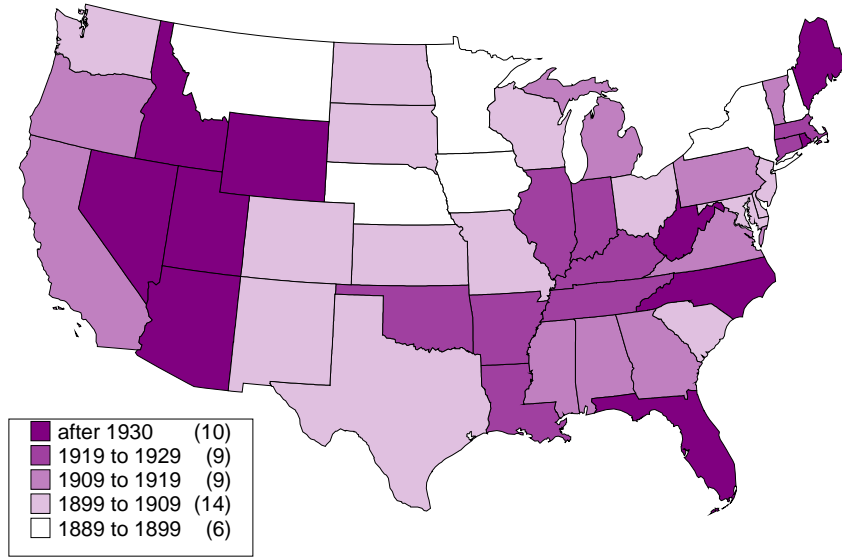 after 1930 (10)
1919 to 1929 (9)
1909 to 1919 (9)
1899 to 1909 (14)
1889 to 1899 (6)